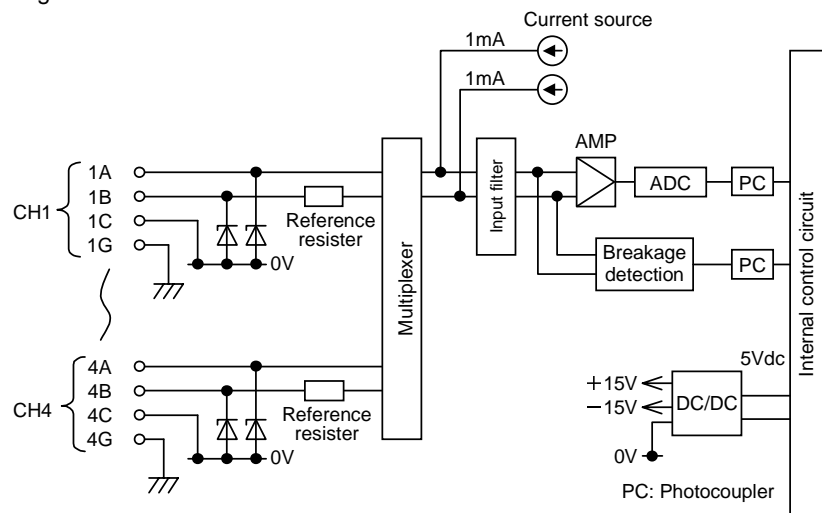 Current source
1mA
1mA
AMP
1A
1B
1C
1G
CH1
Reference
resister
0V
Multiplexer
Input filter
ADC
PC
Breakage
detection
PC
Internal control circuit
4A
4B
4C
4G
CH4
Reference
resister
0V
5Vdc
+15V
−15V
DC/DC
0V
PC: Photocoupler